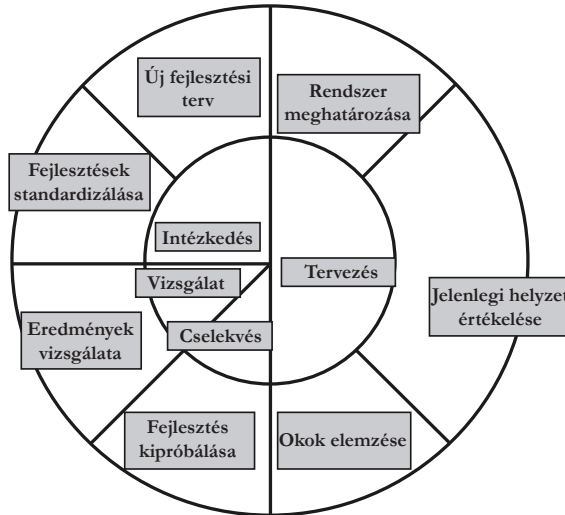 Új fejlesztési
terv
Rendszer
meghatározása
Fejlesztések
standardizálása
Intézkedés
Tervezés
Vizsgálat
Jelenlegi helyzet
értékelése
Eredmények
vizsgálata
Cselekvés
Fejlesztés
kipróbálása
Okok elemzése